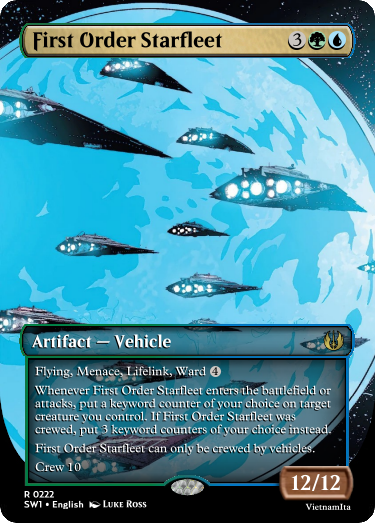 First Order Starfleet 3
Artifact — Vehicle
Flying, Menace, Lifelink, Ward 4
Whenever First Order Starfleet enters the battlefield or
attacks, put a keyword counter of your choice on target
creature you control. If First Order Starfleet was
crewed, put 3 keyword counters of your choice instead.
First Order Starfleet can only be crewed by vehicles.
Crew 10
12/12
R 0222
SW1 • English Luke Ross
VietnamIta